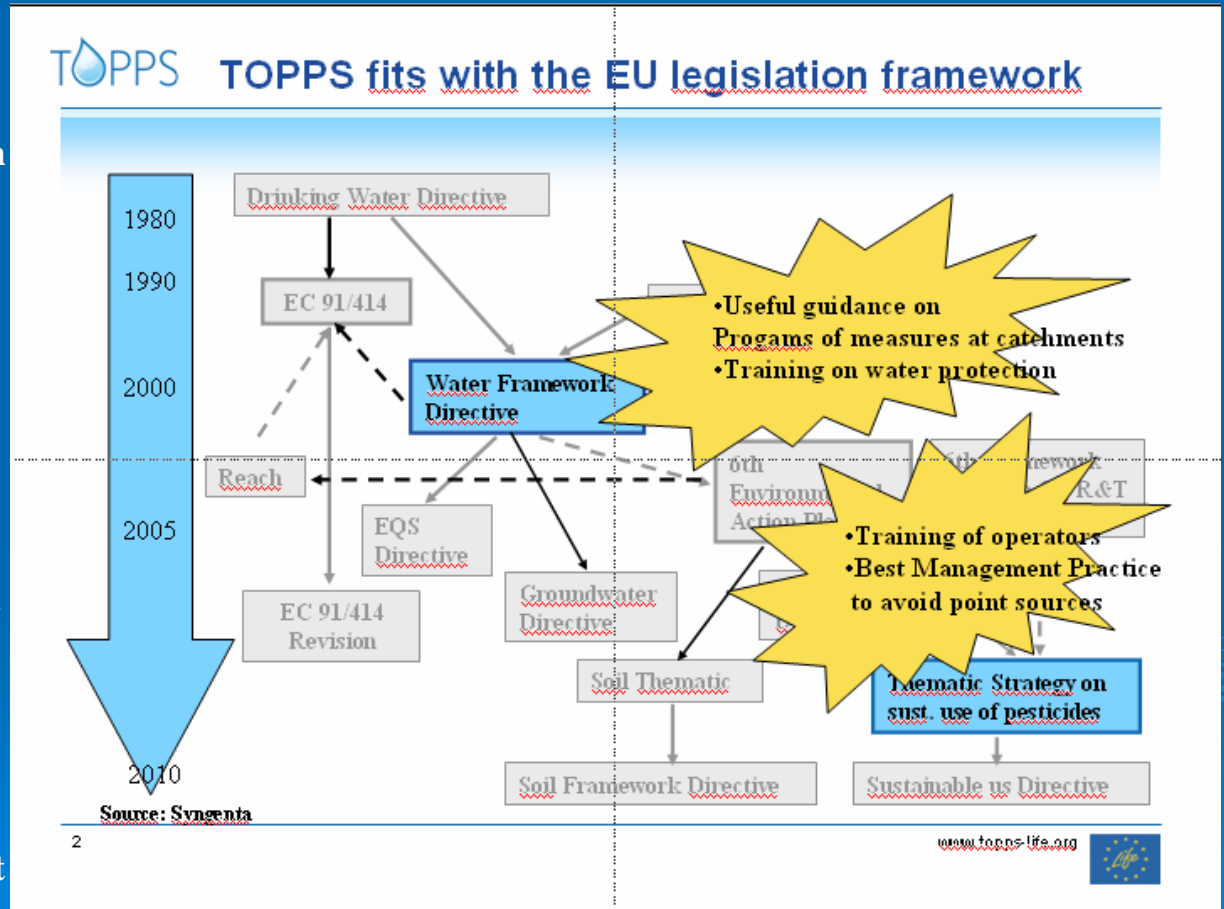 TOPPS
TOPPS fits with the EU legislation framework
1980
1990
2000
2005
2010
Drinking Water Directive
EC 91/414
•Useful guidance on
Progams of measures at catchments
•Training on water protection
Water Framework
Directive
Reach
EQS
Directive
6th
Action
R&T
•Training of operators
•Best Management Practice
to avoid point sources
EC 91/414
Revision
Groundwater
Directive
Soil Thematic
Thematic Strategy on
sust. use of pesticides
Soil Framework Directive
Sustainable us Directive
Source: Syngenta
2
www.topps-life.org
Life